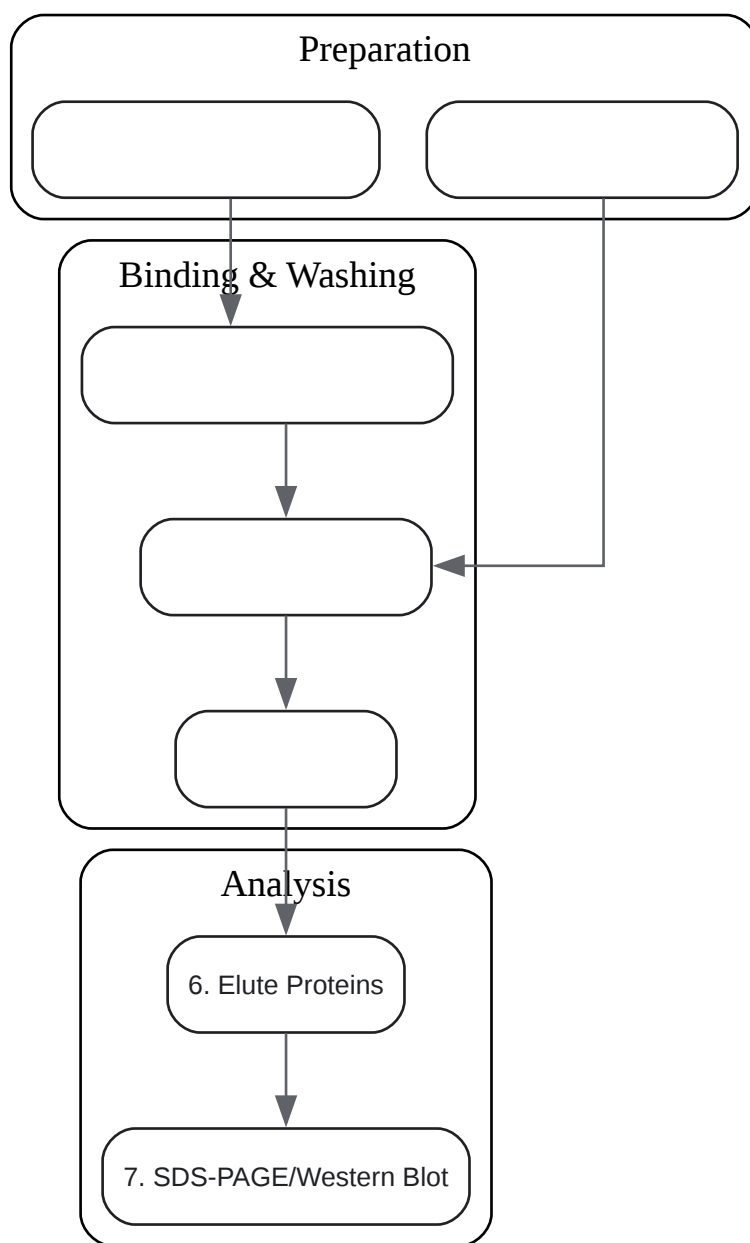 Preparation
Binding & Washing
Analysis
6. Elute Proteins
7. SDS-PAGE/Western Blot